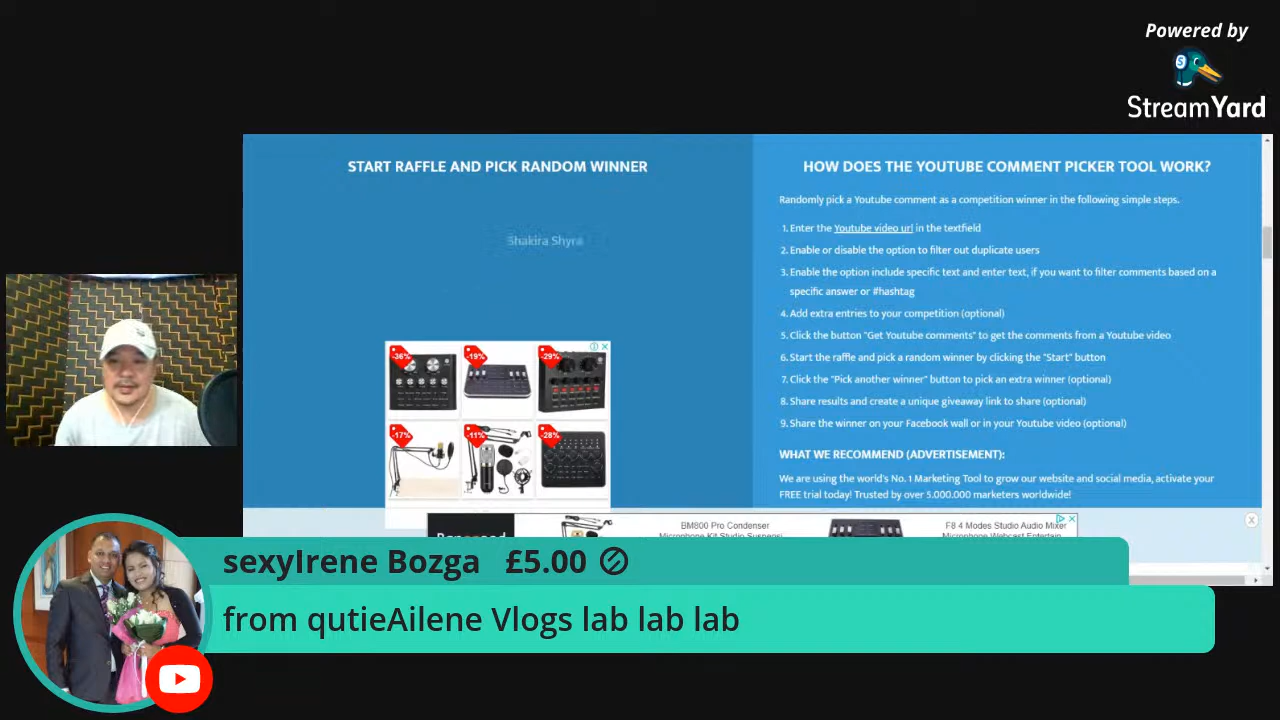 Powered by
StreamYard
START RAFFLE AND PICK RANDOM WINNER
Shakira Shyra
-36%
-19%
-29%
-17%
-11%
-28%
HOW DOES THE YOUTUBE COMMENT PICKER TOOL WORK?
Randomly pick a Youtube comment as a competition winner in the following simple steps.
1. Enter the Youtube video url in the textfield
2. Enable or disable the option to filter out duplicate users
3. Enable the option include specific text and enter text, if you want to filter comments based on a
specific answer or #hashtag
4. Add extra entries to your competition (optional)
5. Click the button "Get Youtube comments" to get the comments from a Youtube video
6. Start the raffle and pick a random winner by clicking the "Start" button
7. Click the "Pick another winner" button to pick an extra winner (optional)
8. Share results and create a unique giveaway link to share (optional)
9. Share the winner on your Facebook wall or in your Youtube video (optional)
WHAT WE RECOMMEND (ADVERTISEMENT):
We are using the world's No. 1 Marketing Tool to grow our website and social media, activate your
FREE trial today! Trusted by over 5.000.000 marketers worldwide!
BM800 Pro Condenser
Microphone Kit Studio Suspensi
F8 4 Modes Studio Audio Mixer
Microphone Webcast Entertain
sexyIrene Bozga £5.00
from qutieAilene Vlogs lab lab lab